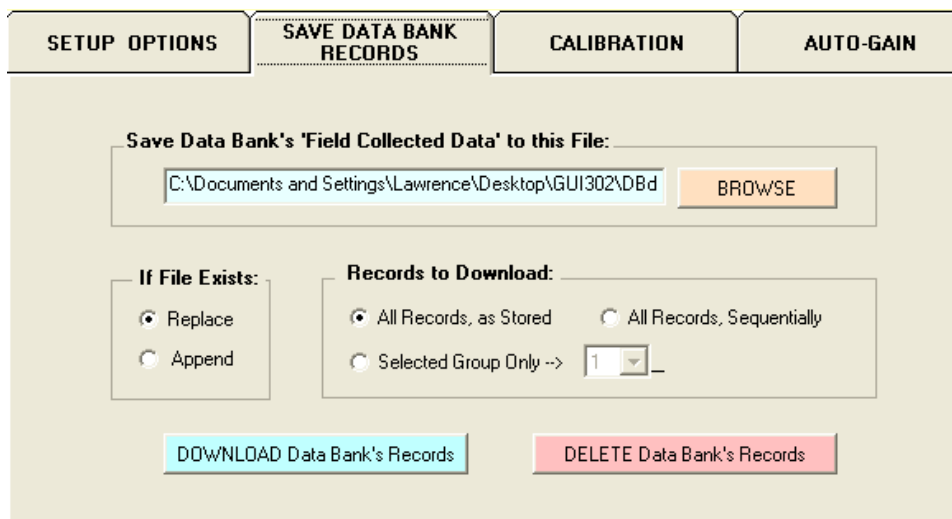 SETUP OPTIONS
SAVE DATA BANK
RECORDS
CALIBRATION
AUTO-GAIN
Save Data Bank's 'Field Collected Data' to this File:
C:\Documents and Settings\Lawrence\Desktop\GUI302\DBd
BROWSE
If File Exists:
Records to Download:
Replace
All Records, as Stored
All Records, Sequentially
Append
Selected Group Only -->
1
_
DOWNLOAD Data Bank's Records
DELETE Data Bank's Records